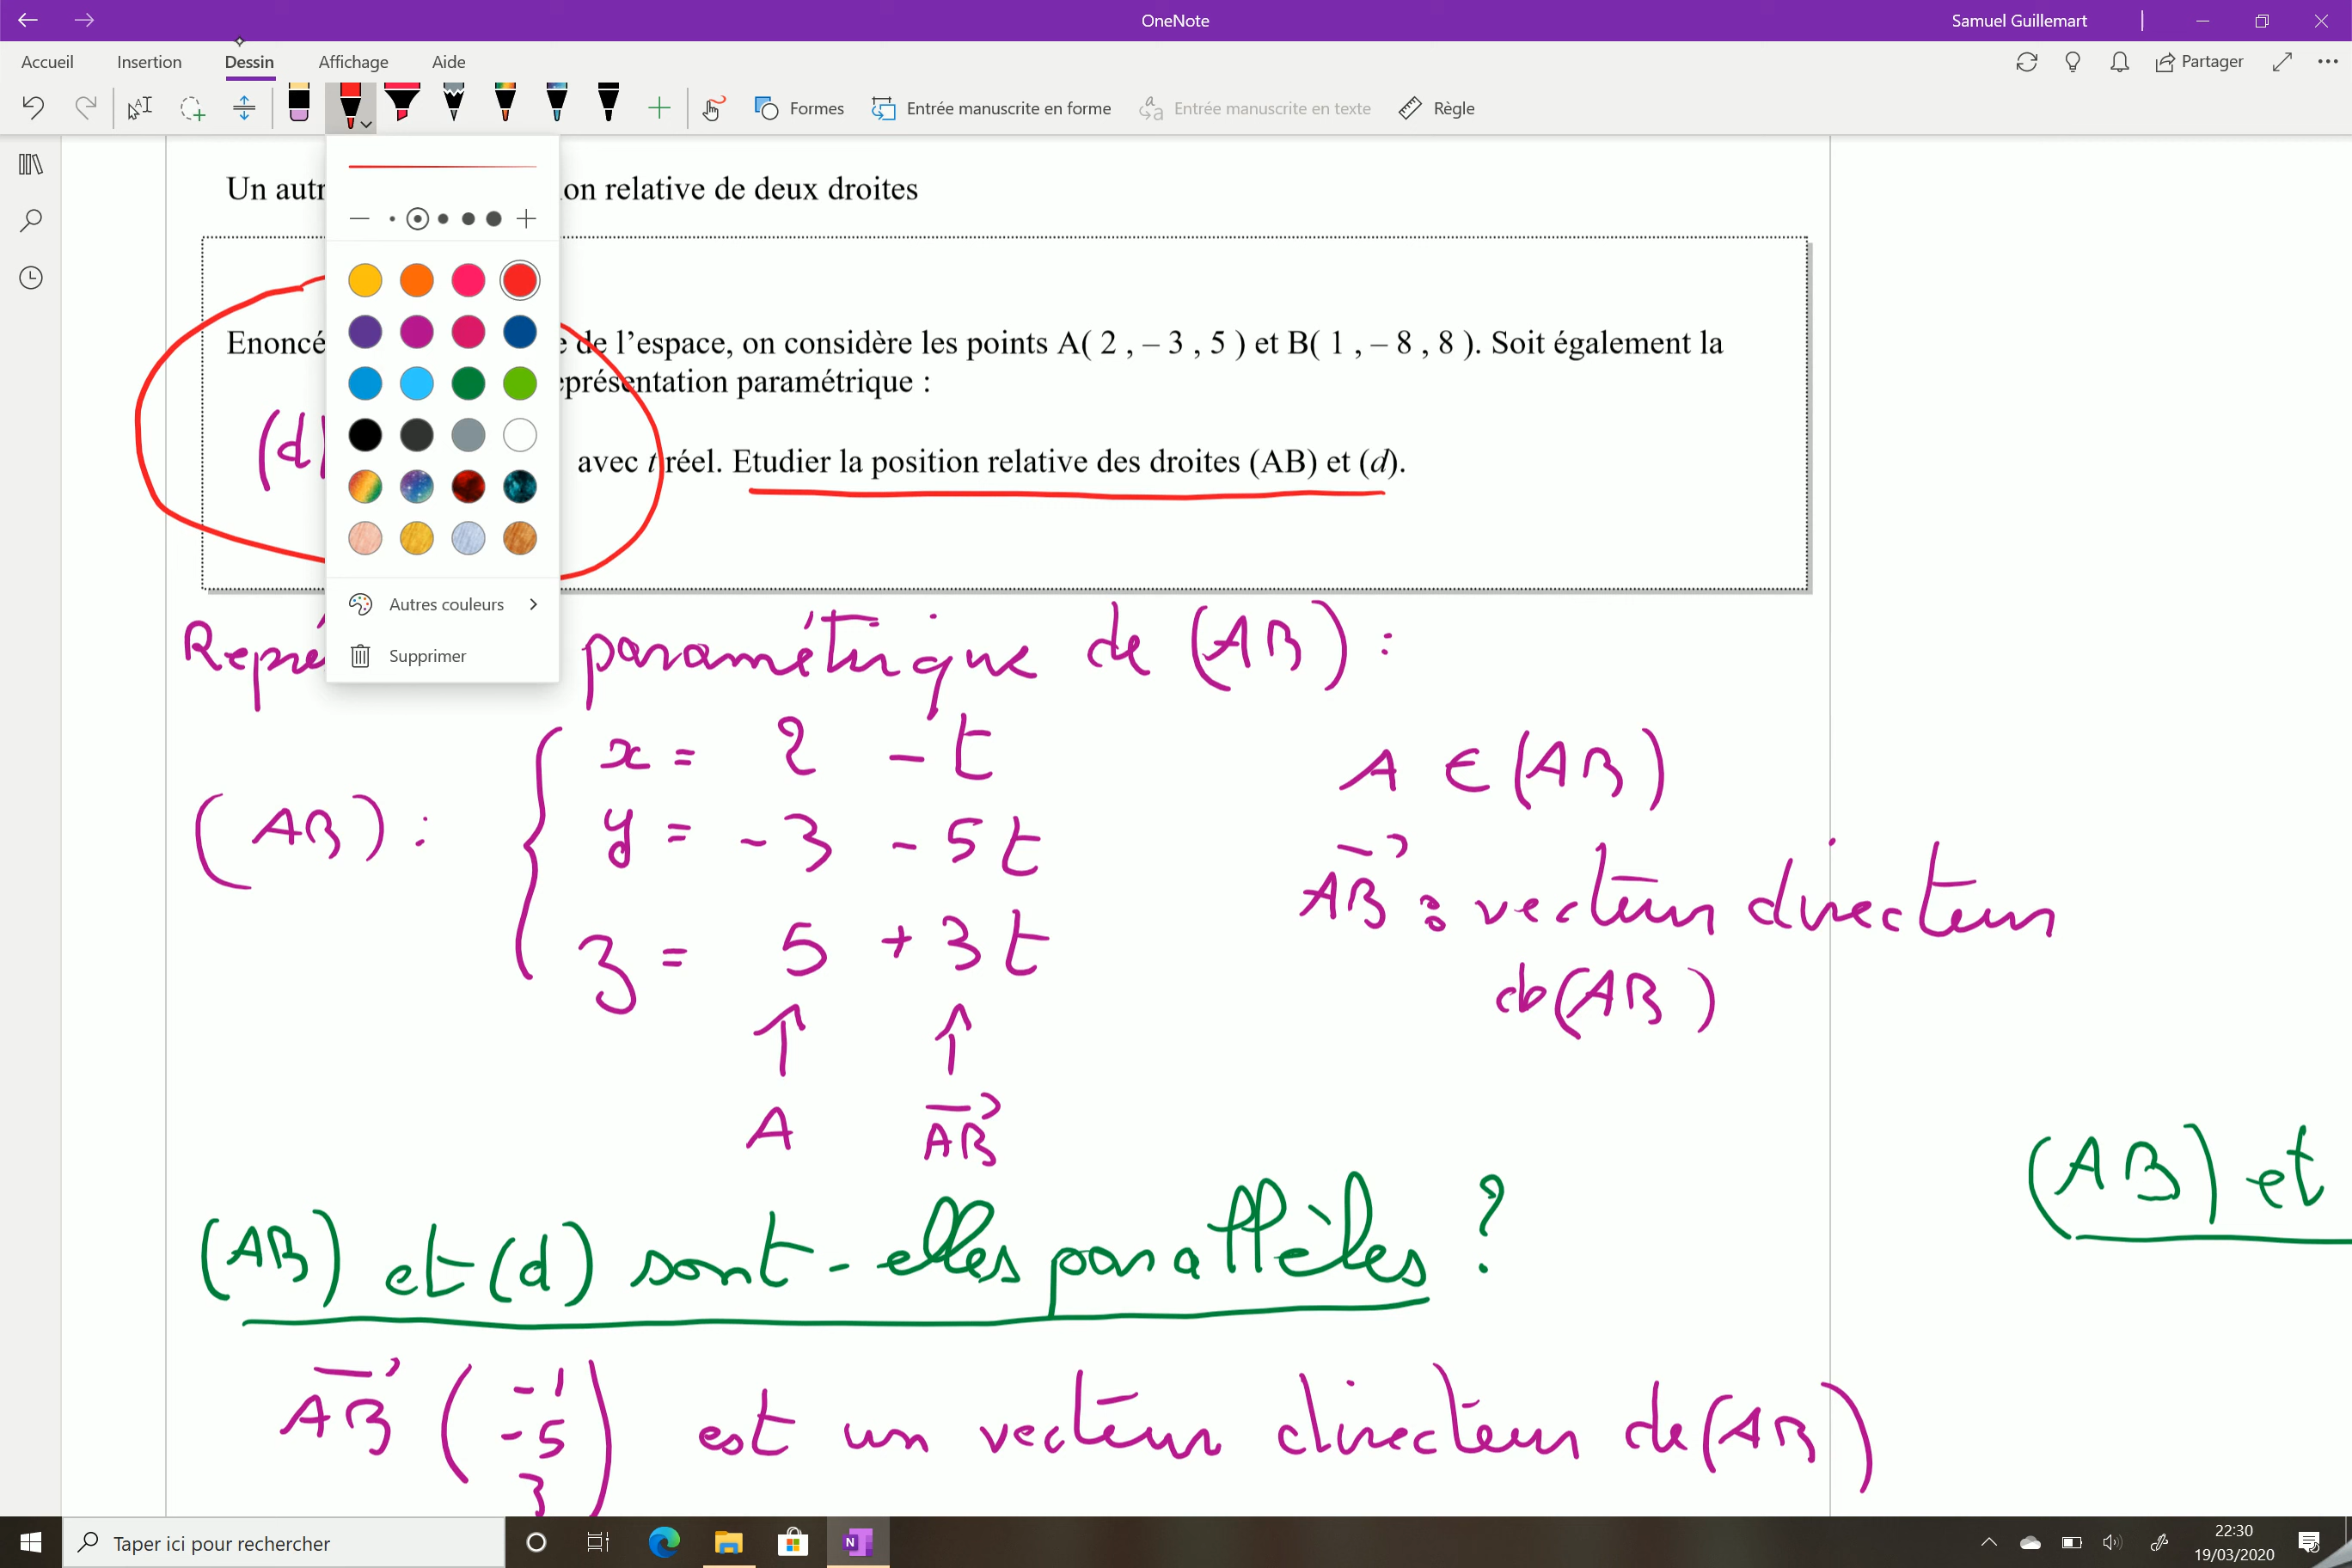 OneNote
Samuel Guillemart
Accueil Insertion Dessin Affichage Aide
Partager
Formes Entrée manuscrite en forme Entrée manuscrite en texte Règle
Un autr on relative de deux droites
Enoncé e de l’espace, on considère les points A( 2 , – 3 , 5 ) et B( 1 , – 8 , 8 ). Soit également la
eprésentation paramétrique :
(d)
avec t réel. Etudier la position relative des droites (AB) et (d).
Autres couleurs
Supprimer
Repré paramétrique de (AB) :
x = 2 - t
(AB) : y = -3 - 5t
z = 5 + 3t
A AB
A ∈ (AB)
AB : vecteur directeur
de (AB)
(AB) et
(AB) et (d) sont-elles parallèles ?
AB ( -1
-5
3 ) est un vecteur directeur de (AB)
Taper ici pour rechercher
22:30
19/03/2020